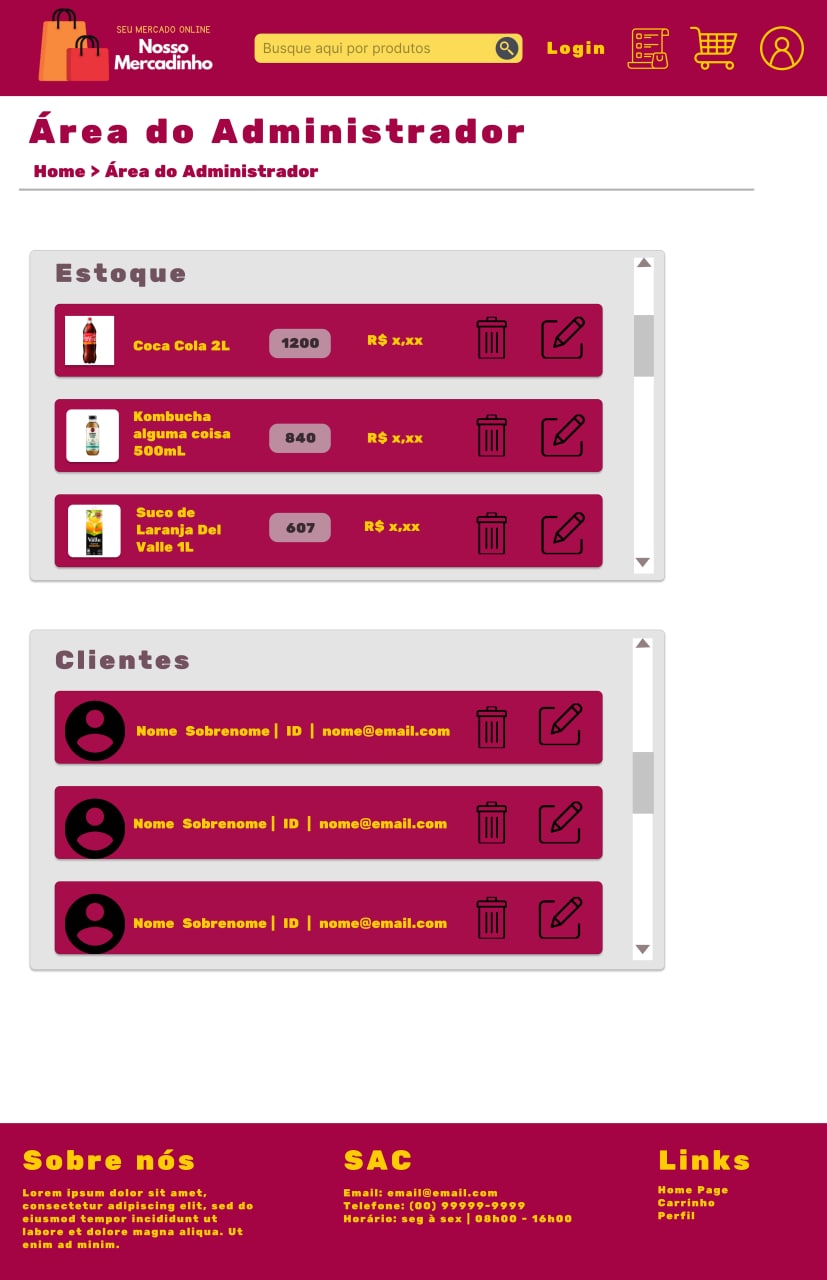 SEU MERCADO ONLINE
Nosso
Mercadinho
Busque aqui por produtos
Login
Área do Administrador
Home > Área do Administrador
Estoque
Coca Cola 2L
1200
R$ x,xx
Kombucha
alguma coisa
500mL
840
R$ x,xx
Suco de
Laranja Del
Valle 1L
607
R$ x,xx
Clientes
Nome Sobrenome | ID | nome@email.com
Nome Sobrenome | ID | nome@email.com
Nome Sobrenome | ID | nome@email.com
Sobre nós
Lorem ipsum dolor sit amet,
consectetur adipiscing elit, sed do
eiusmod tempor incididunt ut
labore et dolore magna aliqua. Ut
enim ad minim.
SAC
Email: email@email.com
Telefone: (00) 99999-9999
Horário: seg à sex | 08h00 - 16h00
Links
Home Page
Carrinho
Perfil